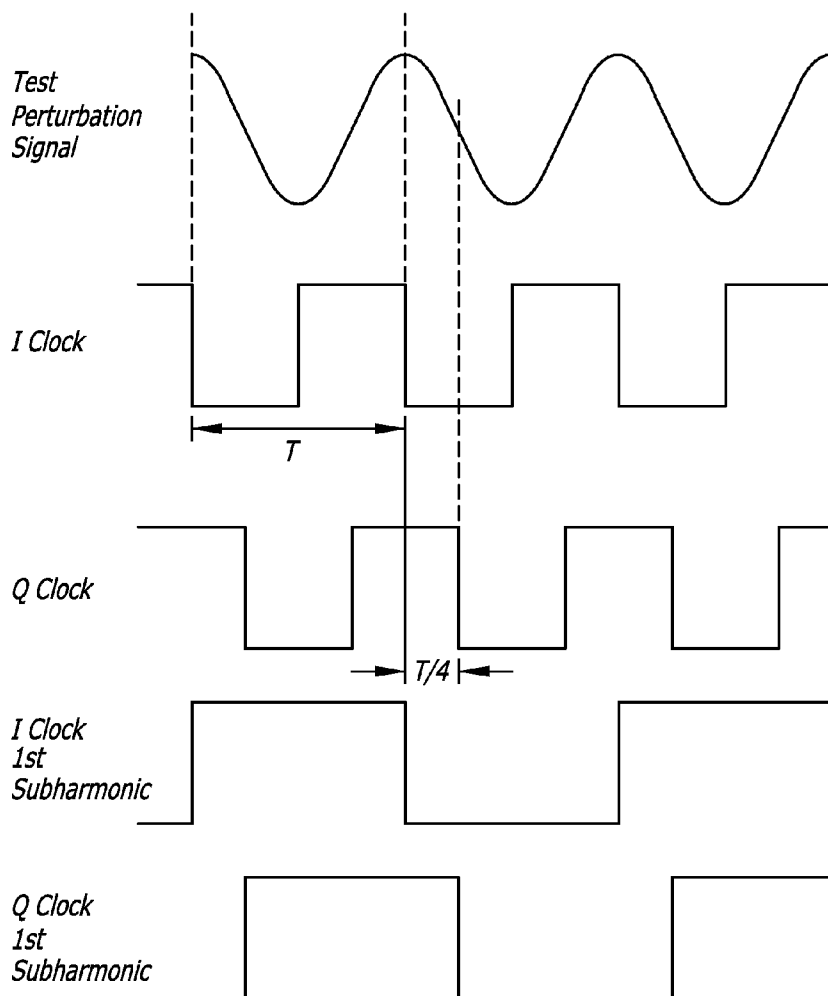 Test
Perturbation
Signal
I Clock
T
Q Clock
T/4
I Clock
1st
Subharmonic
Q Clock
1st
Subharmonic